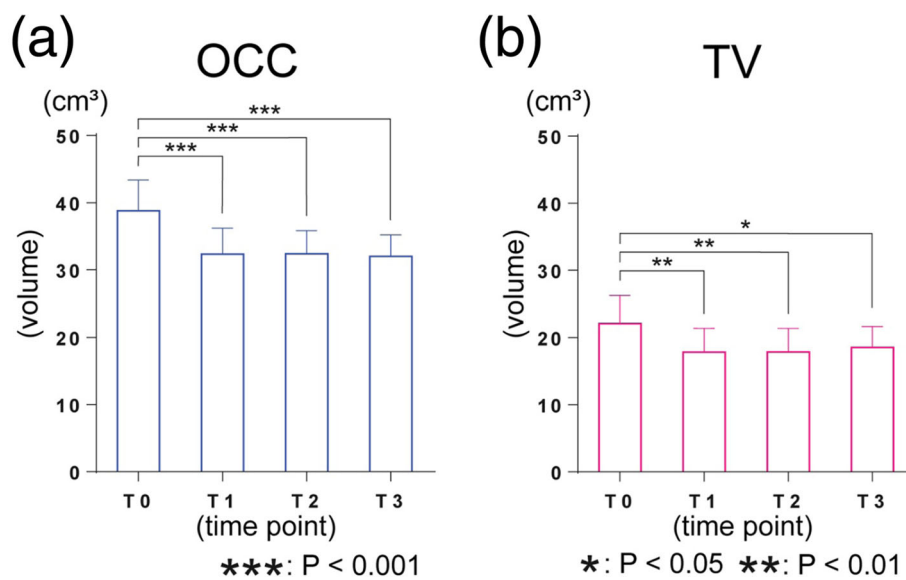 (a)
OCC
(cm³)
***
***
***
50
40
30
20
10
0
(volume)
T 0 T 1 T 2 T 3
(time point)
***: P < 0.001
(b)
TV
(cm³)
*
**
**
50
40
30
20
10
0
(volume)
T 0 T 1 T 2 T 3
(time point)
*: P < 0.05 **: P < 0.01